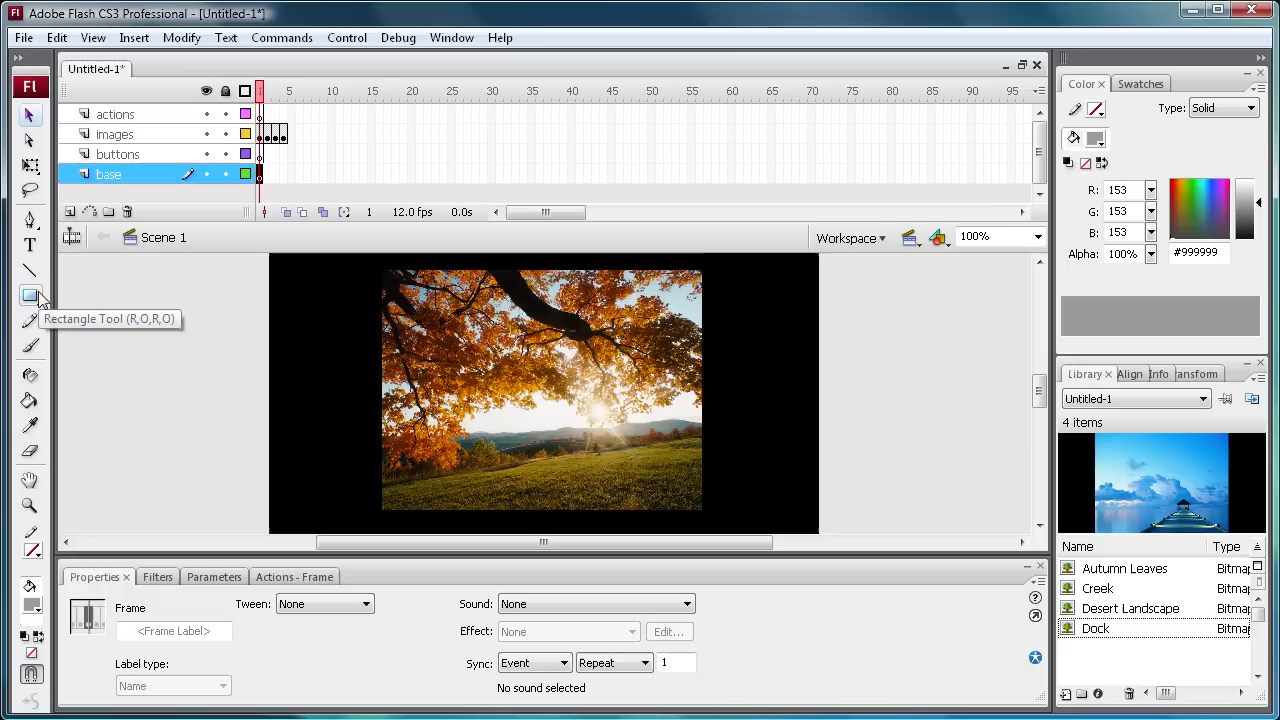 Fl Adobe Flash CS3 Professional - [Untitled-1*]
File Edit View Insert Modify Text Commands Control Debug Window Help
Untitled-1*
1 5 10 15 20 25 30 35 40 45 50 55 60 65 70 75 80 85 90 95
Fl
actions
images
buttons
base
1 12.0 fps 0.0s
Scene 1
Workspace
100%
T
Rectangle Tool (R,O,R,O)
Color Swatches
Type: Solid
R: 153
G: 153
B: 153
Alpha: 100%
#999999
Library Align Info ransform
Untitled-1
4 items
Name Type
Autumn Leaves Bitmap
Creek Bitmap
Desert Landscape Bitmap
Dock Bitmap
Properties Filters Parameters Actions - Frame
Frame
<Frame Label>
Label type:
Name
Tween: None
Sound: None
Effect: None Edit...
Sync: Event Repeat 1
No sound selected